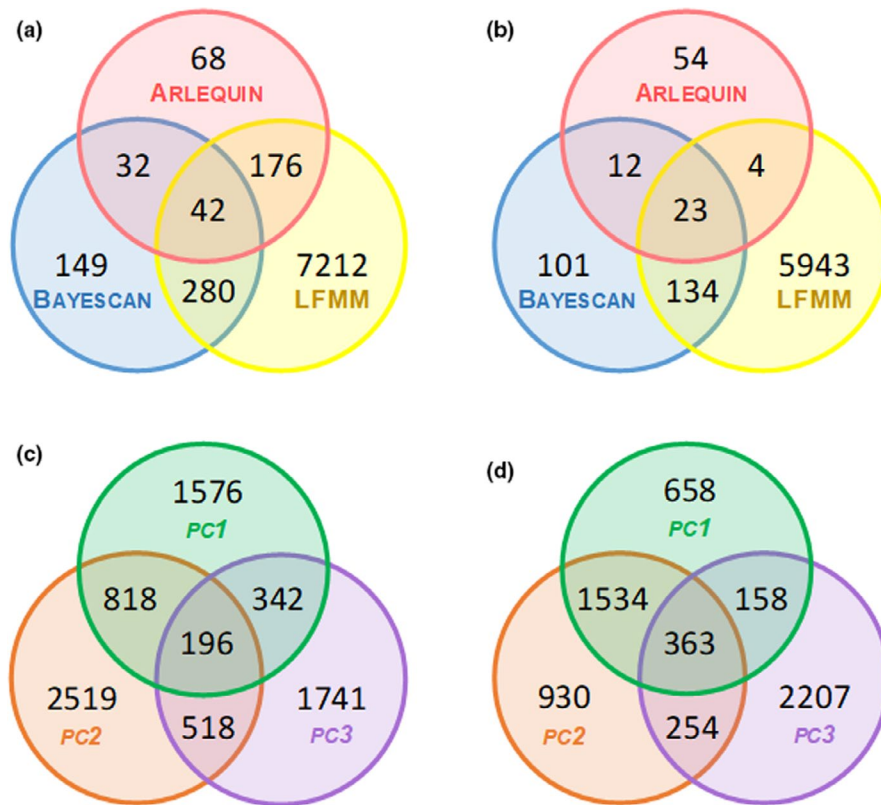 (a)
68
ARLEQUIN
32
176
42
149
BAYESCAN
280
7212
LFMM
(b)
54
ARLEQUIN
12
4
23
101
BAYESCAN
134
5943
LFMM
(c)
1576
PC1
818
342
196
2519
PC2
518
1741
PC3
(d)
658
PC1
1534
158
363
930
PC2
254
2207
PC3